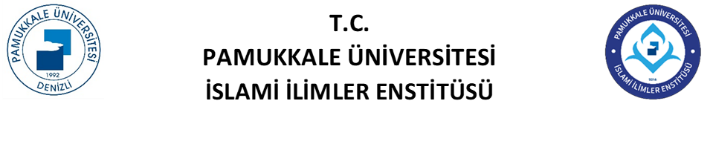 T.C.
PAMUKKALE ÜNİVERSİTESİ
İSLAMİ İLİMLER ENSTİTÜSÜ
PAMUKKALE ÜNİVERSİTESİ
1992
DENİZLİ
PAMUKKALE ÜNİVERSİTESİ
İSLAMİ İLİMLER ENSTİTÜSÜ